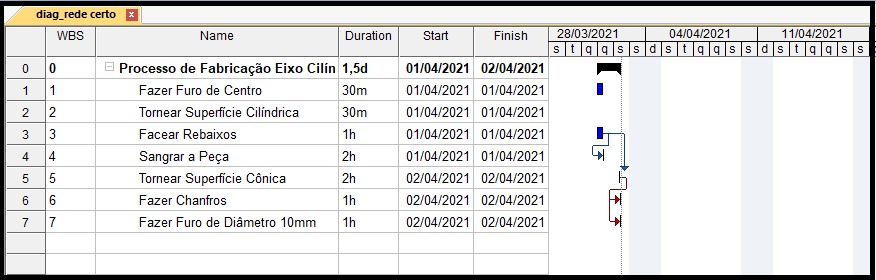 diag_rede certo x
WBS Name Duration Start Finish 28/03/2021 04/04/2021 11/04/2021
s t q q s s d s t q q s s d s t q q s s
0 0 Processo de Fabricação Eixo Cilín 1,5d 01/04/2021 02/04/2021
1 1 Fazer Furo de Centro 30m 01/04/2021 01/04/2021
2 2 Tornear Superfície Cilíndrica 30m 01/04/2021 01/04/2021
3 3 Facear Rebaixos 1h 01/04/2021 01/04/2021
4 4 Sangrar a Peça 2h 01/04/2021 01/04/2021
5 5 Tornear Superfície Cônica 2h 02/04/2021 02/04/2021
6 6 Fazer Chanfros 1h 02/04/2021 02/04/2021
7 7 Fazer Furo de Diâmetro 10mm 1h 02/04/2021 02/04/2021